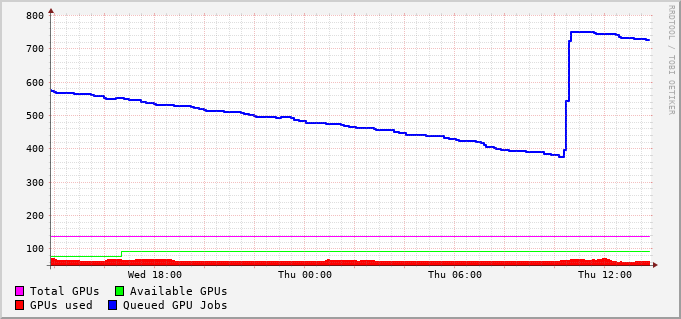 800
700
600
500
400
300
200
100
Wed 18:00 Thu 00:00 Thu 06:00 Thu 12:00
Total GPUs Available GPUs
GPUs used Queued GPU Jobs
RRDTOOL / TOBI OETIKER